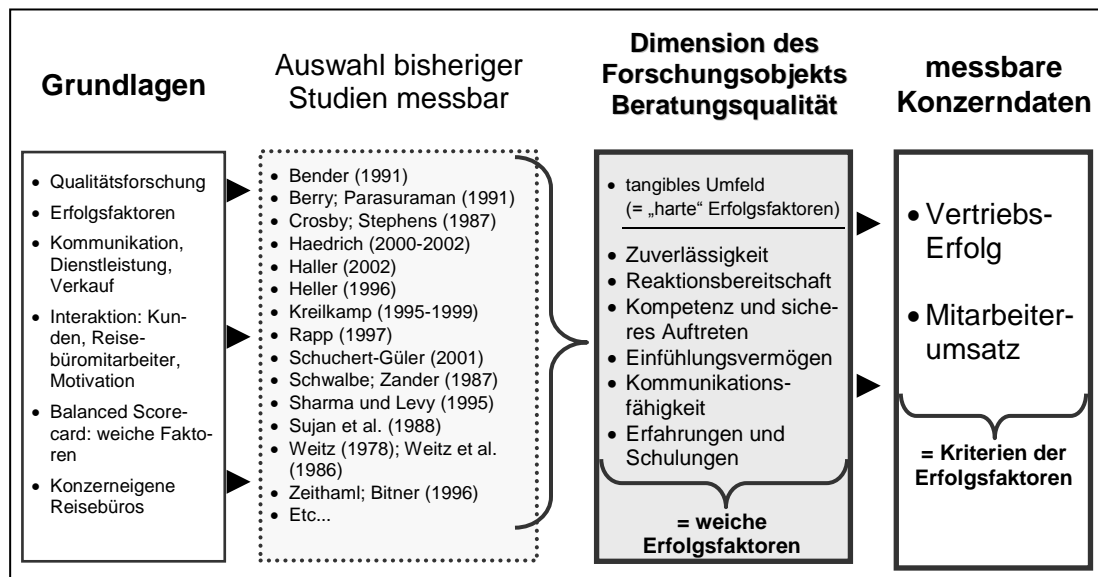 Grundlagen
• Qualitätsforschung
• Erfolgsfaktoren
• Kommunikation,
Dienstleistung,
Verkauf
• Interaktion: Kun-
den, Reise-
büromitarbeiter,
Motivation
• Balanced Score-
card: weiche Fakto-
ren
• Konzerneigene
Reisebüros
Auswahl bisheriger
Studien messbar
• Bender (1991)
• Berry; Parasuraman (1991)
• Crosby; Stephens (1987)
• Haedrich (2000-2002)
• Haller (2002)
• Heller (1996)
• Kreilkamp (1995-1999)
• Rapp (1997)
• Schuchert-Güler (2001)
• Schwalbe; Zander (1987)
• Sharma und Levy (1995)
• Sujan et al. (1988)
• Weitz (1978); Weitz et al.
(1986)
• Zeithaml; Bitner (1996)
• Etc...
Dimension des
Forschungsobjekts
Beratungsqualität
• tangibles Umfeld
(= „harte“ Erfolgsfaktoren)
• Zuverlässigkeit
• Reaktionsbereitschaft
• Kompetenz und siche-
res Auftreten
• Einfühlungsvermögen
• Kommunikations-
fähigkeit
• Erfahrungen und
Schulungen
= weiche
Erfolgsfaktoren
messbare
Konzerndaten
• Vertriebs-
Erfolg
• Mitarbeiter-
umsatz
= Kriterien der
Erfolgsfaktoren